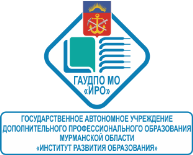 ГАУДПО МО
«ИРО»
ГОСУДАРСТВЕННОЕ АВТОНОМНОЕ УЧРЕЖДЕНИЕ
ДОПОЛНИТЕЛЬНОГО ПРОФЕССИОНАЛЬНОГО ОБРАЗОВАНИЯ
МУРМАНСКОЙ ОБЛАСТИ
«ИНСТИТУТ РАЗВИТИЯ ОБРАЗОВАНИЯ»